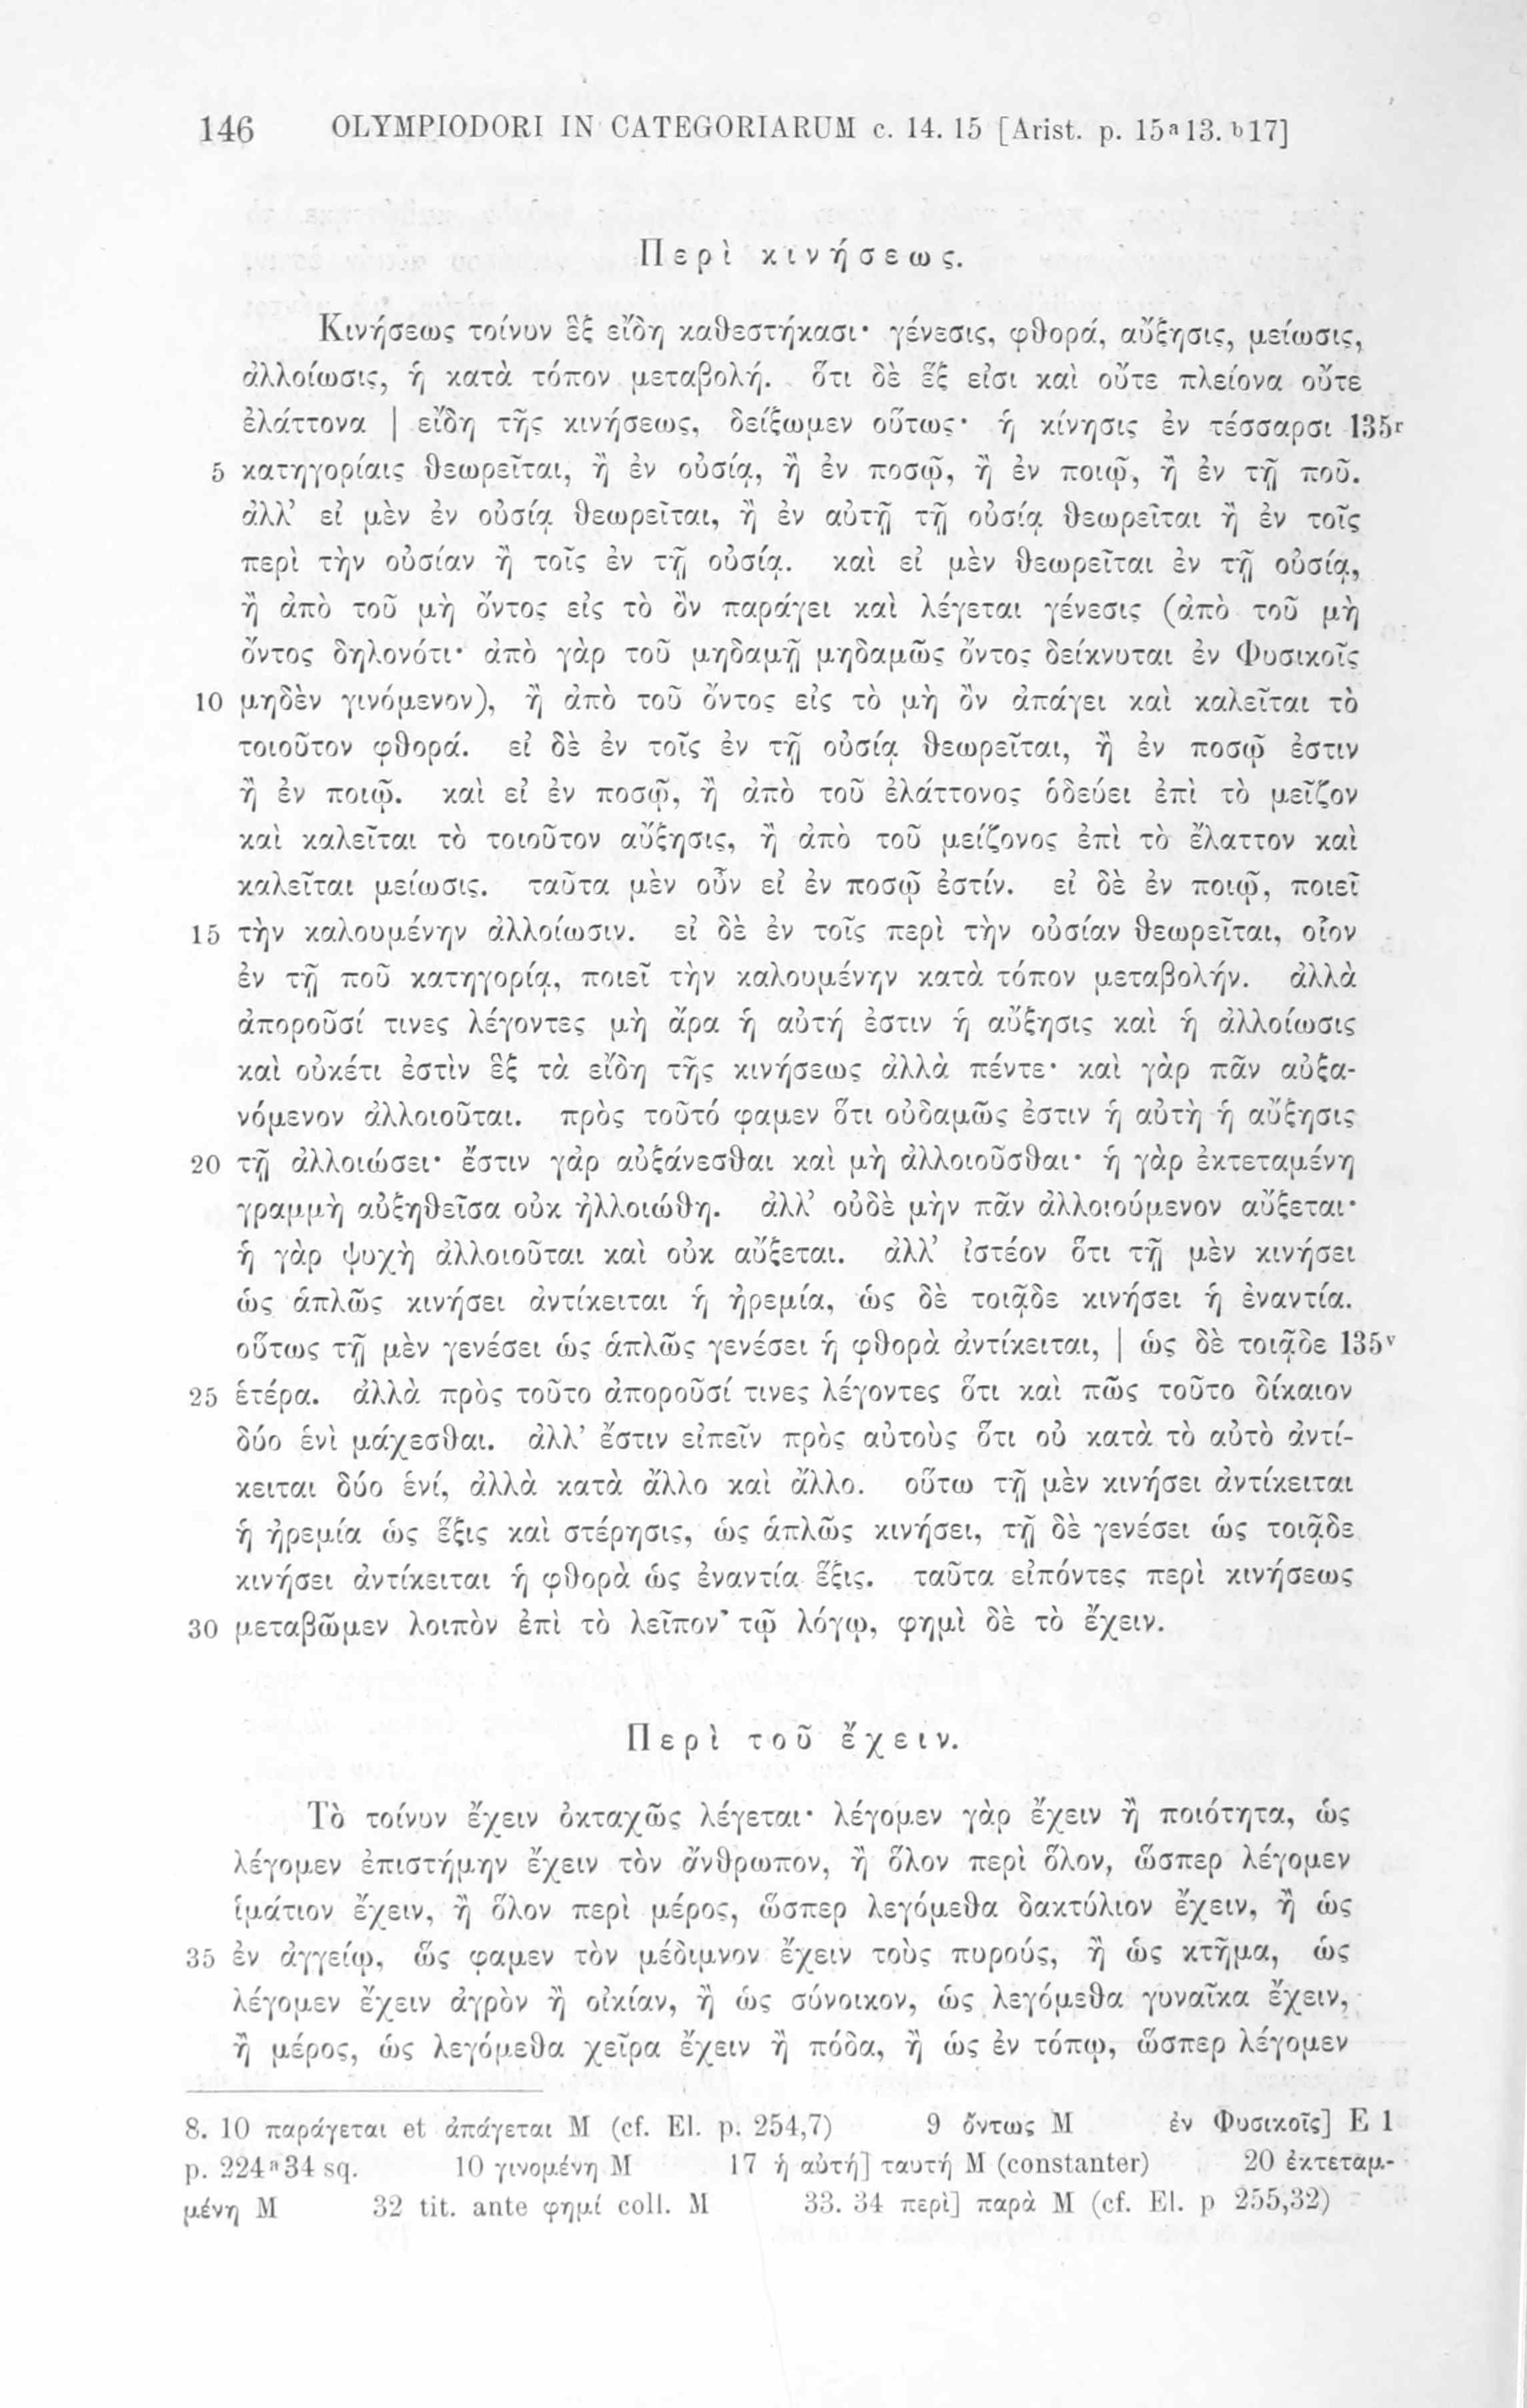 146 OLYMPIODORI IN CATEGORIARUM c. 14. 15 [Arist. p. 15ᵃ13. ᵇ17]
Περὶ κινήσεως.
Κινήσεως τοίνυν ἓξ εἴδη καθεστήκασι· γένεσις, φθορά, αὔξησις, μείωσις,
ἀλλοίωσις, ἡ κατὰ τόπον μεταβολή. ὅτι δὲ ἕξ εἰσι καὶ οὔτε πλείονα οὔτε
ἐλάττονα | εἴδη τῆς κινήσεως, δείξωμεν οὕτως· ἡ κίνησις ἐν τέσσαρσι 135ʳ
5 κατηγορίαις θεωρεῖται, ἢ ἐν οὐσίᾳ, ἢ ἐν ποσῷ, ἢ ἐν ποιῷ, ἢ ἐν τῇ ποῦ.
ἀλλ’ εἰ μὲν ἐν οὐσίᾳ θεωρεῖται, ἢ ἐν αὐτῇ τῇ οὐσίᾳ θεωρεῖται ἢ ἐν τοῖς
περὶ τὴν οὐσίαν ἢ τοῖς ἐν τῇ οὐσίᾳ. καὶ εἰ μὲν θεωρεῖται ἐν τῇ οὐσίᾳ,
ἢ ἀπὸ τοῦ μὴ ὄντος εἰς τὸ ὂν παράγει καὶ λέγεται γένεσις (ἀπὸ τοῦ μὴ
ὄντος δηλονότι· ἀπὸ γὰρ τοῦ μηδαμῇ μηδαμῶς ὄντος δείκνυται ἐν Φυσικοῖς
10 μηδὲν γινόμενον), ἢ ἀπὸ τοῦ ὄντος εἰς τὸ μὴ ὂν ἀπάγει καὶ καλεῖται τὸ
τοιοῦτον φθορά. εἰ δὲ ἐν τοῖς ἐν τῇ οὐσίᾳ θεωρεῖται, ἢ ἐν ποσῷ ἐστιν
ἢ ἐν ποιῷ. καὶ εἰ ἐν ποσῷ, ἢ ἀπὸ τοῦ ἐλάττονος ὁδεύει ἐπὶ τὸ μεῖζον
καὶ καλεῖται τὸ τοιοῦτον αὔξησις, ἢ ἀπὸ τοῦ μείζονος ἐπὶ τὸ ἔλαττον καὶ
καλεῖται μείωσις. ταῦτα μὲν οὖν εἰ ἐν ποσῷ ἐστίν. εἰ δὲ ἐν ποιῷ, ποιεῖ
15 τὴν καλουμένην ἀλλοίωσιν. εἰ δὲ ἐν τοῖς περὶ τὴν οὐσίαν θεωρεῖται, οἷον
ἐν τῇ ποῦ κατηγορίᾳ, ποιεῖ τὴν καλουμένην κατὰ τόπον μεταβολήν. ἀλλὰ
ἀποροῦσί τινες λέγοντες μὴ ἄρα ἡ αὐτή ἐστιν ἡ αὔξησις καὶ ἡ ἀλλοίωσις
καὶ οὐκέτι ἐστὶν ἓξ τὰ εἴδη τῆς κινήσεως ἀλλὰ πέντε· καὶ γὰρ πᾶν αὐξα-
νόμενον ἀλλοιοῦται. πρὸς τοῦτό φαμεν ὅτι οὐδαμῶς ἐστιν ἡ αὐτὴ ἡ αὔξησις
20 τῇ ἀλλοιώσει· ἔστιν γὰρ αὐξάνεσθαι καὶ μὴ ἀλλοιοῦσθαι· ἡ γὰρ ἐκτεταμένη
γραμμὴ αὐξηθεῖσα οὐκ ἠλλοιώθη. ἀλλ’ οὐδὲ μὴν πᾶν ἀλλοιούμενον αὔξεται·
ἡ γὰρ ψυχὴ ἀλλοιοῦται καὶ οὐκ αὔξεται. ἀλλ’ ἰστέον ὅτι τῇ μὲν κινήσει
ὡς ἁπλῶς κινήσει ἀντίκειται ἡ ἠρεμία, ὡς δὲ τοιᾷδε κινήσει ἡ ἐναντία.
οὕτως τῇ μὲν γενέσει ὡς ἁπλῶς γενέσει ἡ φθορὰ ἀντίκειται, | ὡς δὲ τοιᾷδε 135ᵛ
25 ἑτέρα. ἀλλὰ πρὸς τοῦτο ἀποροῦσί τινες λέγοντες ὅτι καὶ πῶς τοῦτο δίκαιον
δύο ἑνὶ μάχεσθαι. ἀλλ’ ἔστιν εἰπεῖν πρὸς αὐτοὺς ὅτι οὐ κατὰ τὸ αὐτὸ ἀντί-
κειται δύο ἑνί, ἀλλὰ κατὰ ἄλλο καὶ ἄλλο. οὕτω τῇ μὲν κινήσει ἀντίκειται
ἡ ἠρεμία ὡς ἕξις καὶ στέρησις, ὡς ἁπλῶς κινήσει, τῇ δὲ γενέσει ὡς τοιᾷδε
κινήσει ἀντίκειται ἡ φθορὰ ὡς ἐναντία ἕξις. ταῦτα εἰπόντες περὶ κινήσεως
30 μεταβῶμεν λοιπὸν ἐπὶ τὸ λεῖπον τῷ λόγῳ, φημὶ δὲ τὸ ἔχειν.
Περὶ τοῦ ἔχειν.
Τὸ τοίνυν ἔχειν ὀκταχῶς λέγεται· λέγομεν γὰρ ἔχειν ἢ ποιότητα, ὡς
λέγομεν ἐπιστήμην ἔχειν τὸν ἄνθρωπον, ἢ ὅλον περὶ ὅλον, ὥσπερ λέγομεν
ἱμάτιον ἔχειν, ἢ ὅλον περὶ μέρος, ὥσπερ λεγόμεθα δακτύλιον ἔχειν, ἢ ὡς
35 ἐν ἀγγείῳ, ὥς φαμεν τὸν μέδιμνον ἔχειν τοὺς πυρούς, ἢ ὡς κτῆμα, ὡς
λέγομεν ἔχειν ἀγρὸν ἢ οἰκίαν, ἢ ὡς σύνοικον, ὡς λεγόμεθα γυναῖκα ἔχειν,
ἢ μέρος, ὡς λεγόμεθα χεῖρα ἔχειν ἢ πόδα, ἢ ὡς ἐν τόπῳ, ὥσπερ λέγομεν
8. 10 παράγεται et ἀπάγεται M (cf. El. p. 254,7) 9 ὄντως M ἐν Φυσικοῖς] E 1
p. 224ᵃ34 sq. 10 γινομένη M 17 ἡ αὐτή] ταυτή M (constanter) 20 ἐκτεταμ-
μένη M 32 tit. ante φημί coll. M 33. 34 περὶ] παρὰ M (cf. El. p 255,32)